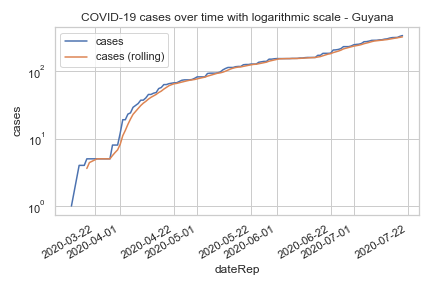 COVID-19 cases over time with logarithmic scale - Guyana
cases
cases (rolling)
10²
10¹
10⁰
cases
2020-03-22
2020-04-01
2020-04-22
2020-05-01
2020-05-22
2020-06-01
2020-06-22
2020-07-01
2020-07-22
dateRep